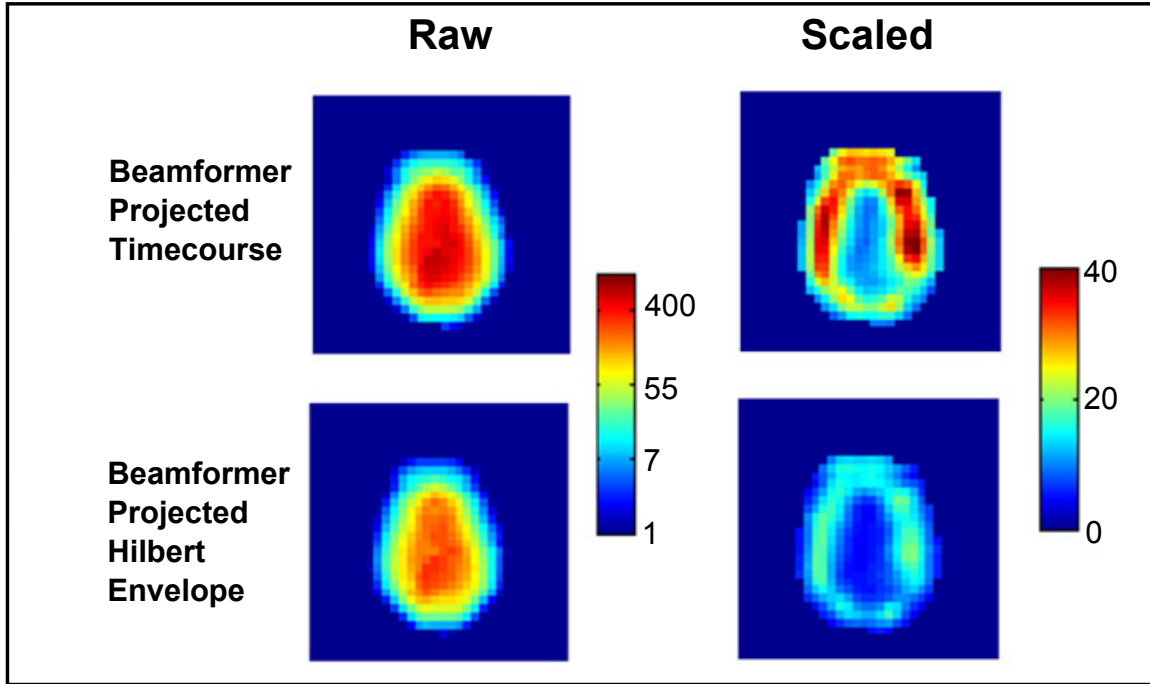 Raw
Scaled
Beamformer
Projected
Timecourse
400
55
7
1
40
20
0
Beamformer
Projected
Hilbert
Envelope